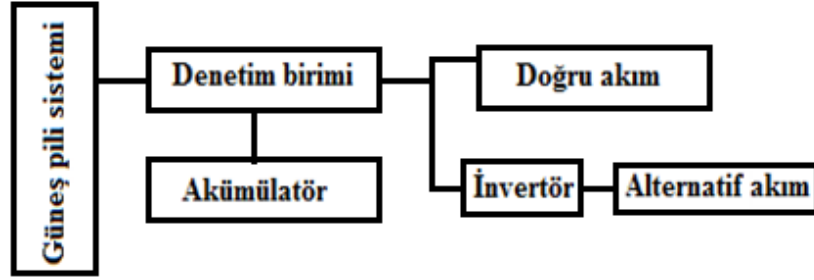 Güneş pili sistemi
Denetim birimi
Doğru akım
Akümülatör
İnvertör
Alternatif akım